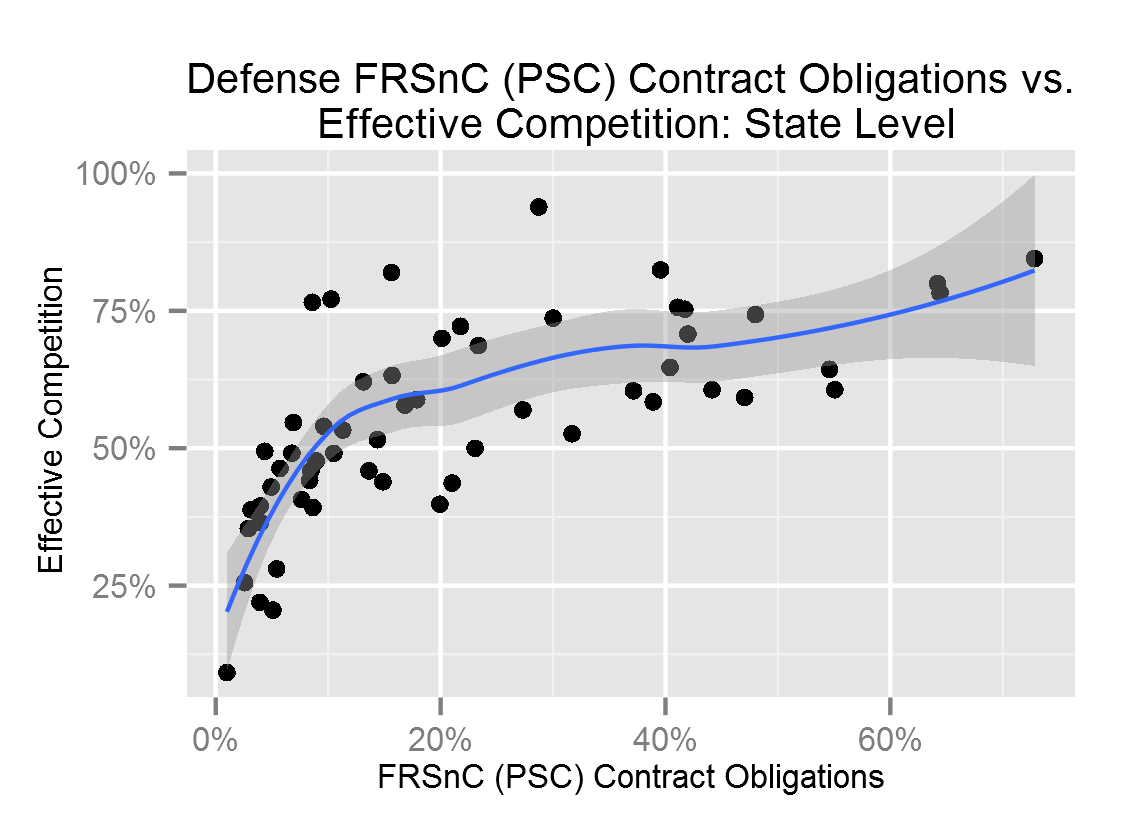 Defense FRSnC (PSC) Contract Obligations vs.
Effective Competition: State Level
100%
75%
50%
25%
Effective Competition
0% 20% 40% 60%
FRSnC (PSC) Contract Obligations